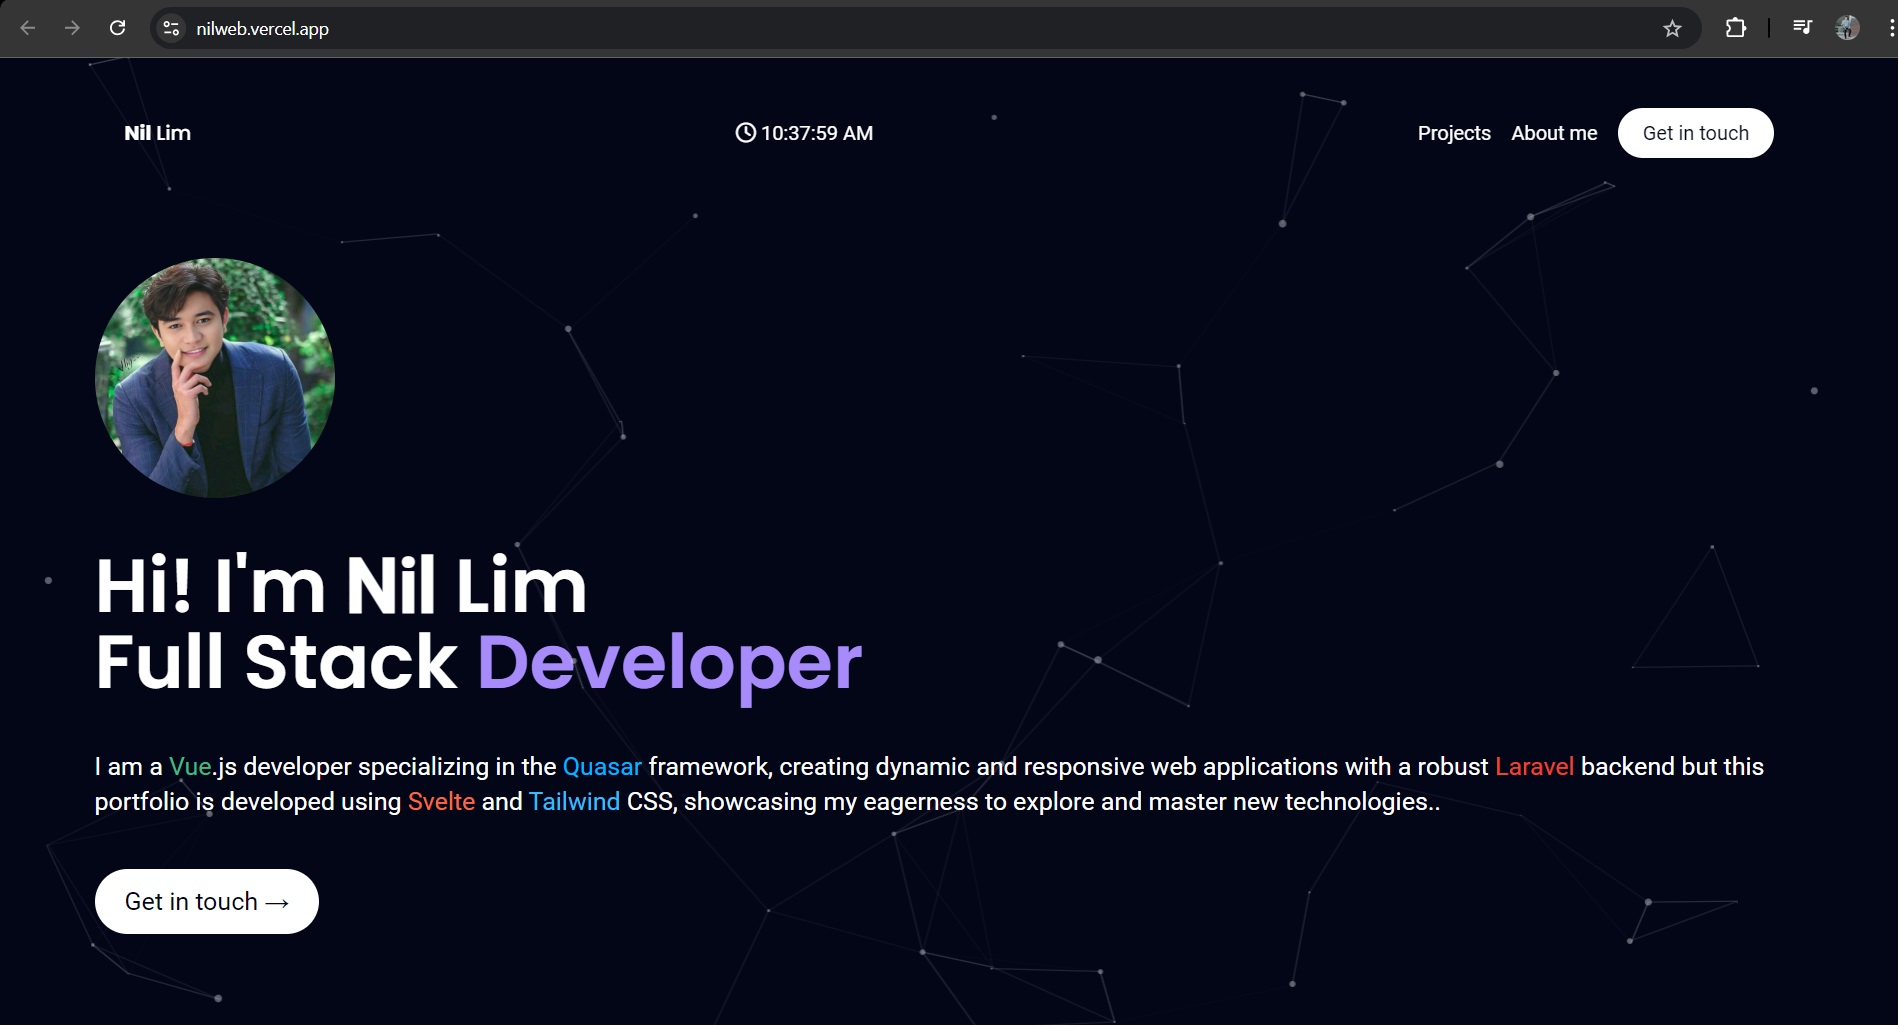 nilweb.vercel.app
Nil Lim
10:37:59 AM
Projects
About me
Get in touch
Hi! I'm Nil Lim
Full Stack Developer
I am a Vue.js developer specializing in the Quasar framework, creating dynamic and responsive web applications with a robust Laravel backend but this
portfolio is developed using Svelte and Tailwind CSS, showcasing my eagerness to explore and master new technologies..
Get in touch →